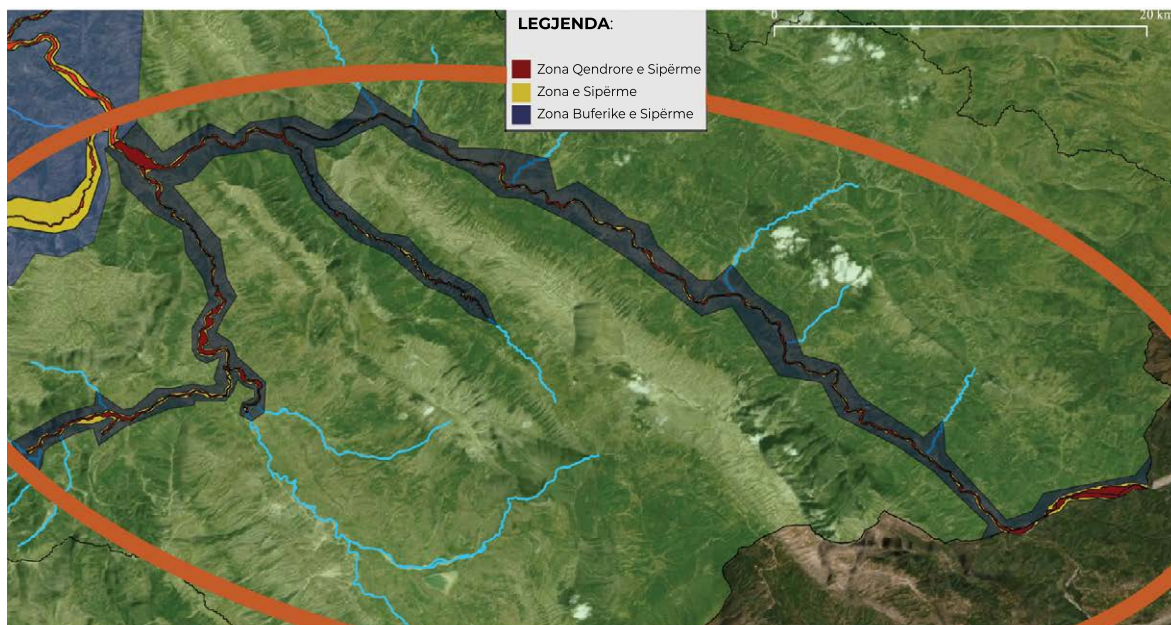 LEGJENDA:
0
20 km
Zona Qendrore e Sipërme
Zona e Sipërme
Zona Buferike e Sipërme